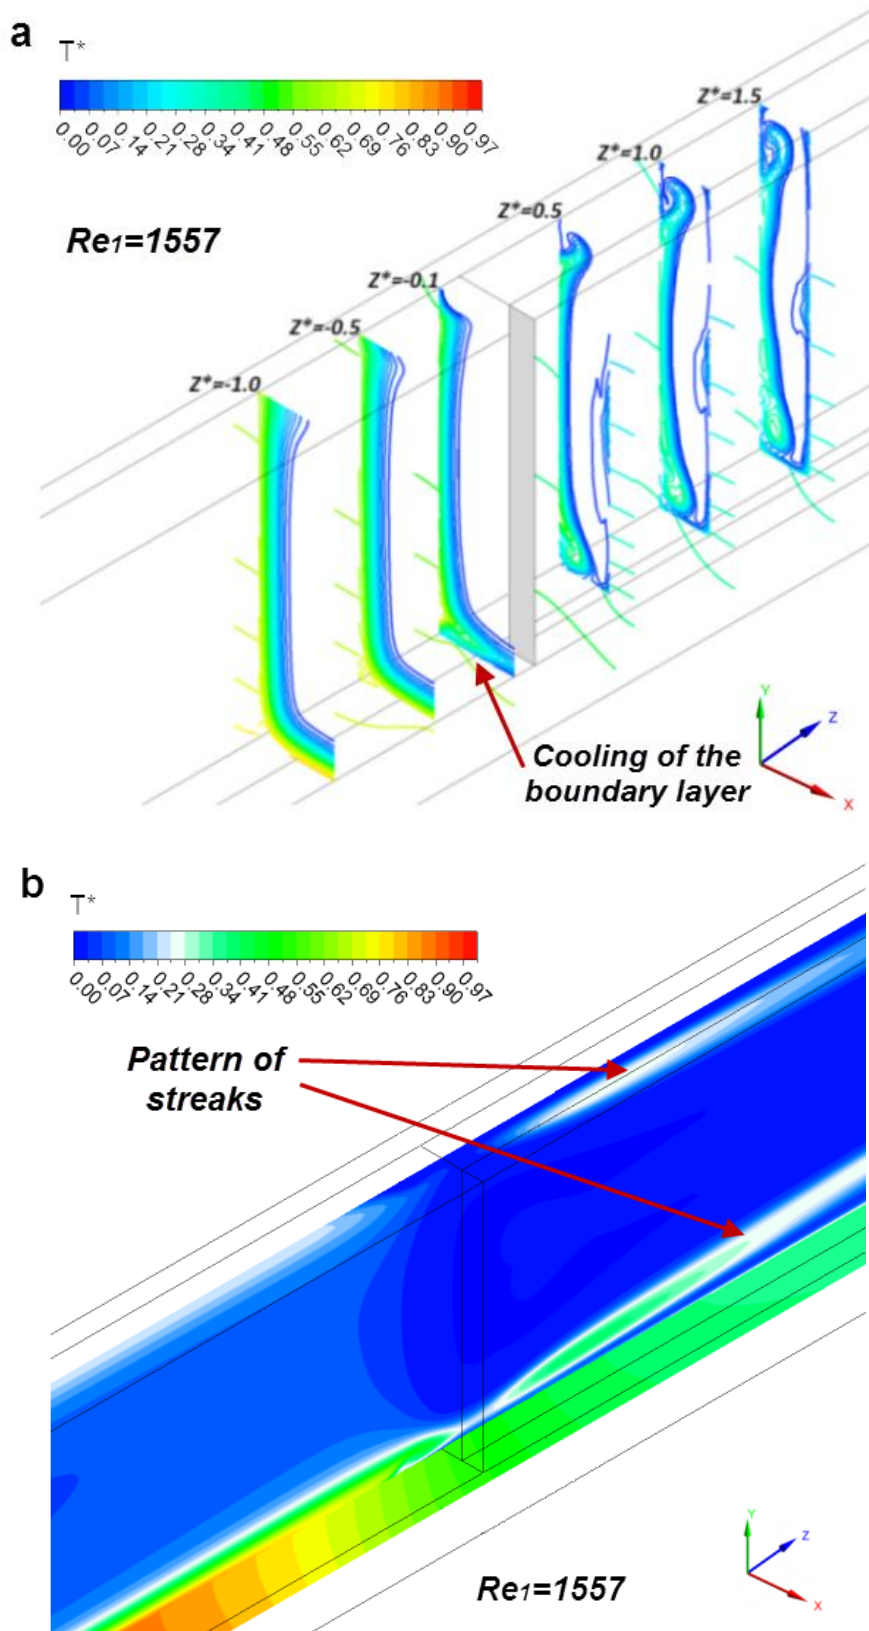 a
T*
0.00 0.07 0.14 0.21 0.28 0.34 0.41 0.48 0.55 0.62 0.69 0.76 0.83 0.90 0.97
Re1=1557
Z*=1.5
Z*=1.0
Z*=0.5
Z*=-0.1
Z*=-0.5
Z*=-1.0
Cooling of the
boundary layer
Y
Z
X
b
T*
0.00 0.07 0.14 0.21 0.28 0.34 0.41 0.48 0.55 0.62 0.69 0.76 0.83 0.90 0.97
Pattern of
streaks
Re1=1557
Y
Z
X